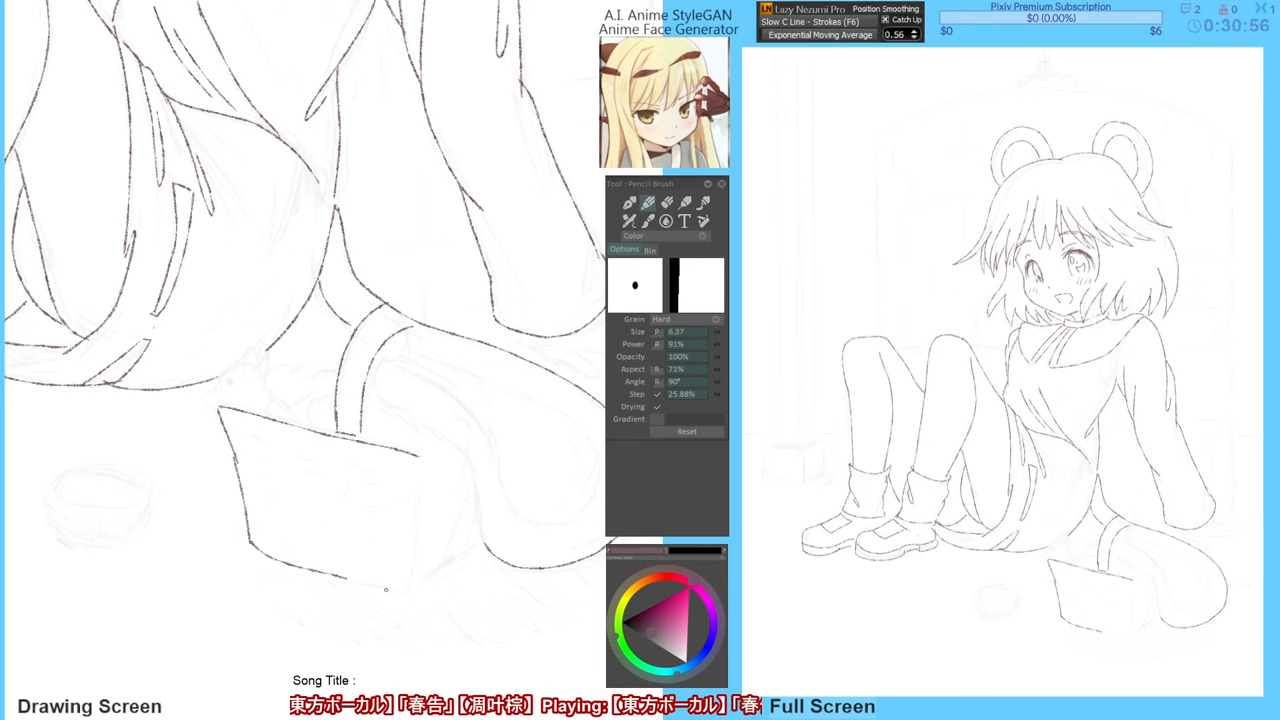 A.I. Anime StyleGAN
Anime Face Generator
Lazy Nezumi Pro
Position Smoothing
Slow C Line - Strokes (F6)
Catch Up
Exponential Moving Average
0.56
Pixiv Premium Subscription
$0 (0.00%)
$0
$6
2
0
1
0:30:56
Tool : Pencil Brush
Color
Options
Bin
Grain
Hard
Size
P
6.37
Power
R
91%
Opacity
100%
Aspect
R
71%
Angle
R
90°
Step
25.88%
Drying
Gradient
Reset
Song Title :
東方ボーカル】「春告」【凋叶棕】 Playing: 【東方ボーカル】「春
Drawing Screen
Full Screen